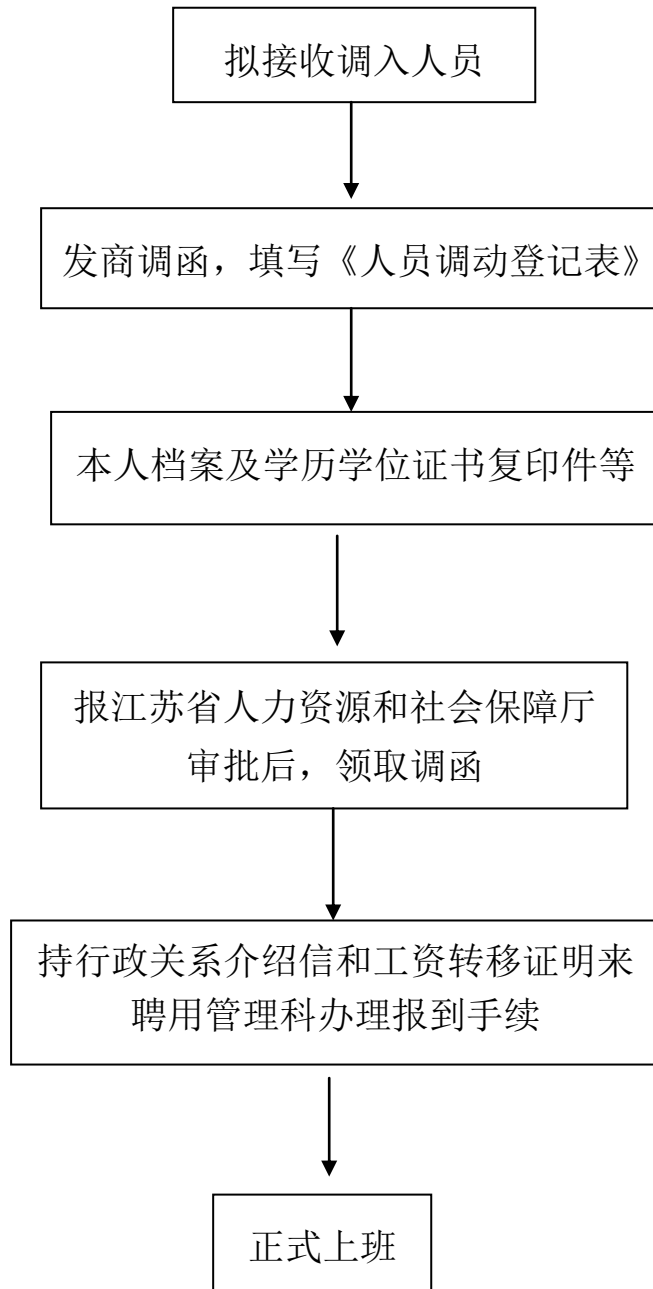 拟接收调入人员
发商调函，填写《人员调动登记表》
本人档案及学历学位证书复印件等
报江苏省人力资源和社会保障厅
审批后，领取调函
持行政关系介绍信和工资转移证明来
聘用管理科办理报到手续
正式上班